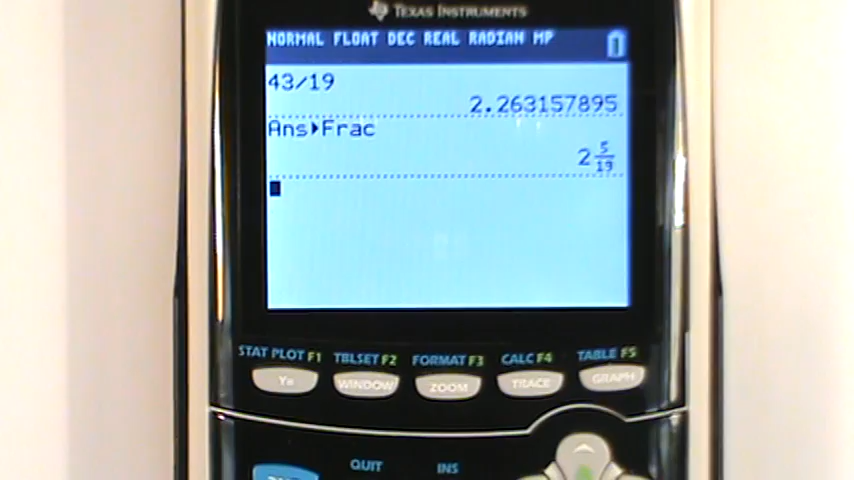 TEXAS INSTRUMENTS
NORMAL FLOAT DEC REAL RADIAN MP
43/19
2.263157895
Ans▶Frac
2 5/19
STAT PLOT F1 TBLSET F2 FORMAT F3 CALC F4 TABLE F5
Y= WINDOW ZOOM TRACE GRAPH
QUIT INS